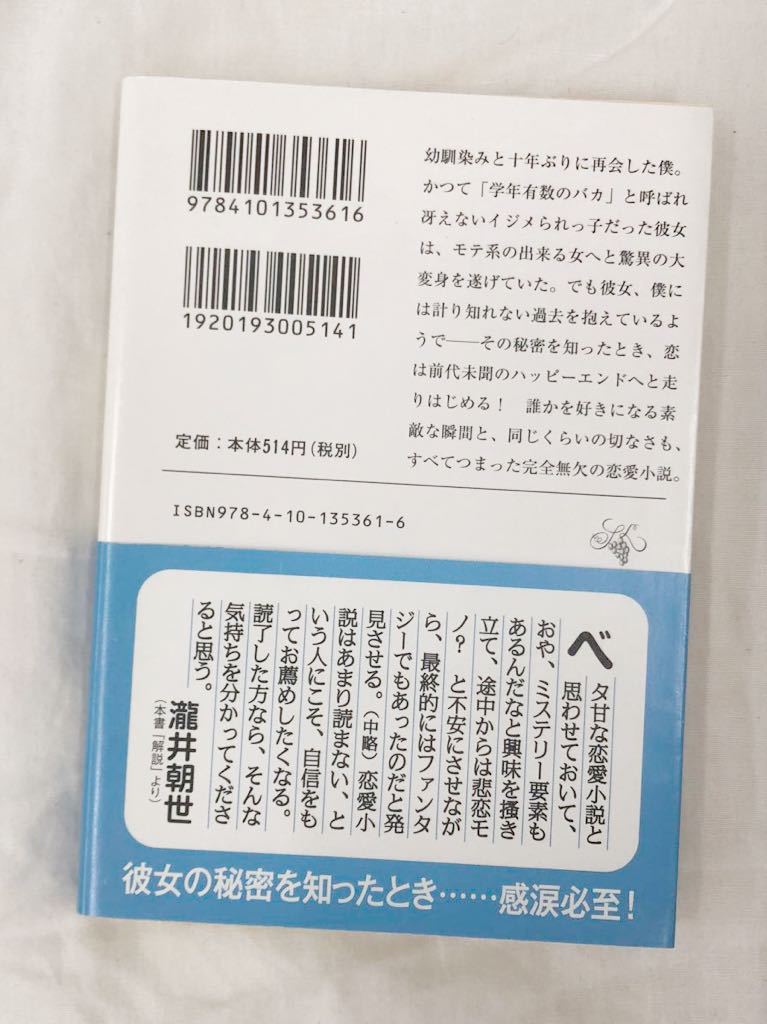 9784101353616
1920193005141
定価：本体514円（税別）
幼馴染みと十年ぶりに再会した僕。
かつて「学年有数のバカ」と呼ばれ
冴えないイジメられっ子だった彼女
は、モテ系の出来る女へと驚異の大
変身を遂げていた。でも彼女、僕に
は計り知れない過去を抱えているよ
うで――その秘密を知ったとき、恋
は前代未聞のハッピーエンドへと走
りはじめる！　誰かを好きになる素
敵な瞬間と、同じくらいの切なさも、
すべてつまった完全無欠の恋愛小説。
ISBN978-4-10-135361-6
ベタ甘な恋愛小説と
思わせておいて、
おや、ミステリー要素も
あるんだなと興味を掻き
立て、途中からは悲恋モ
ノ？　と不安にさせなが
ら、最終的にはファンタ
ジーでもあったのだと発
見させる。（中略）恋愛小
説はあまり読まない、と
いう人にこそ、自信をも
ってお薦めしたくなる。
読了した方なら、そんな
気持ちを分かってくださ
ると思う。
瀧井朝世
（本書「解説」より）
彼女の秘密を知ったとき……感涙必至！